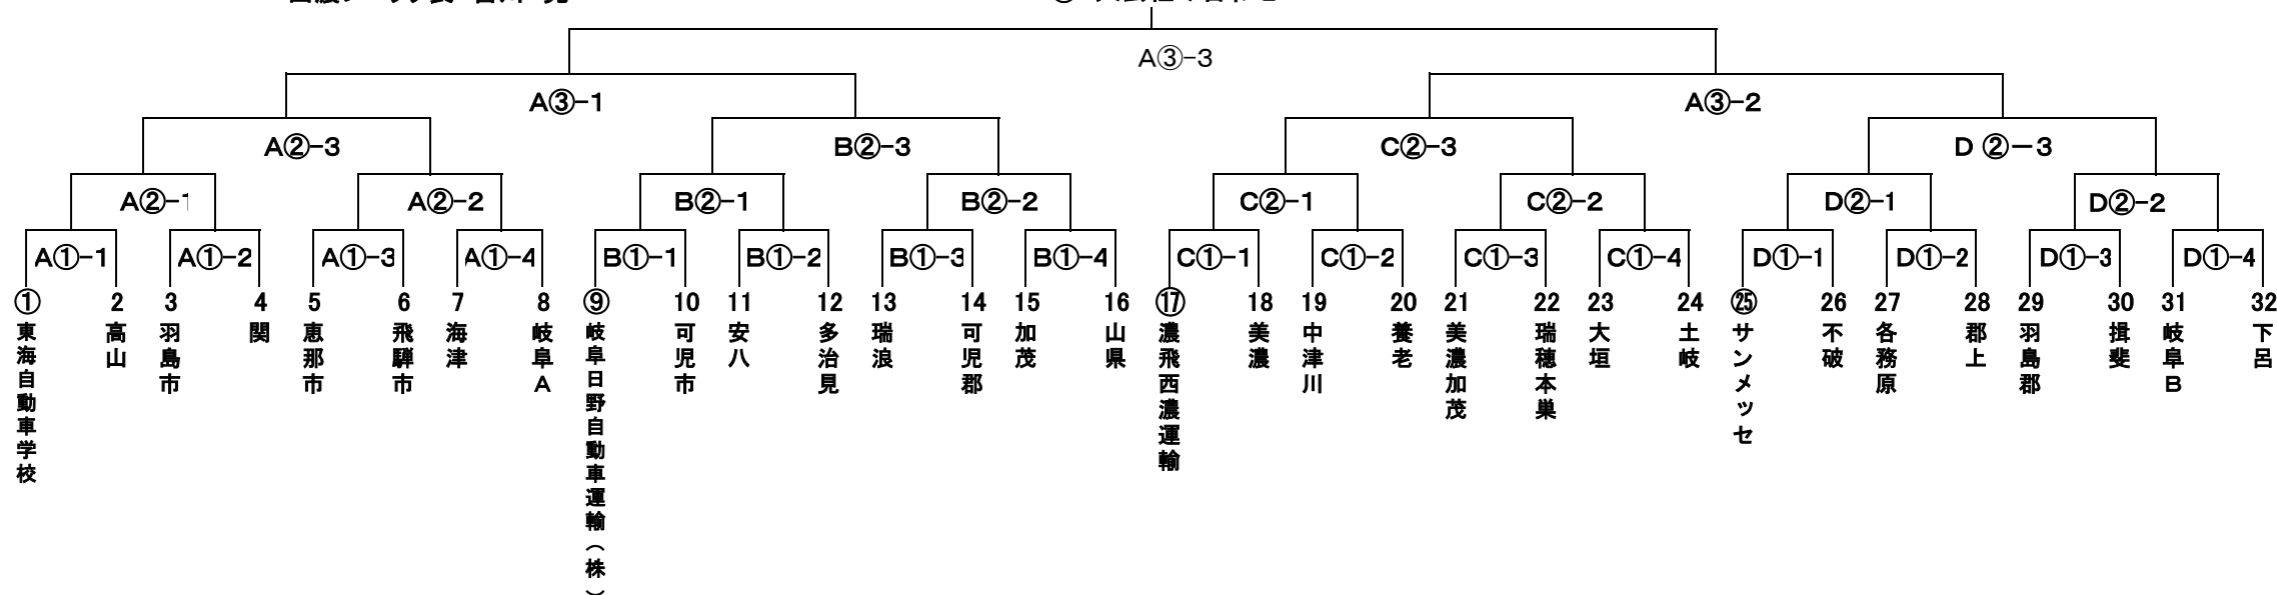 A③-3
A③-1
A③-2
A②-3
B②-3
C②-3
D ②－3
A②-1
A②-2
B②-1
B②-2
C②-1
C②-2
D②-1
D②-2
A①-1
A①-2
A①-3
A①-4
B①-1
B①-2
B①-3
B①-4
C①-1
C①-2
C①-3
C①-4
D①-1
D①-2
D①-3
D①-4
① 東海自動車学校
2 高山
3 羽島市
4 関
5 恵那市
6 飛騨市
7 海津
8 岐阜A
⑨ 岐阜日野自動車運輸（株）
10 可児市
11 安八
12 多治見
13 瑞浪
14 可児郡
15 加茂
16 山県
⑰ 濃飛西濃運輸
18 美濃
19 中津川
20 養老
21 美濃加茂
22 瑞穂本巣
23 大垣
24 土岐
㉕ サンメッセ
26 不破
27 各務原
28 郡上
29 羽島郡
30 揖斐
31 岐阜B
32 下呂